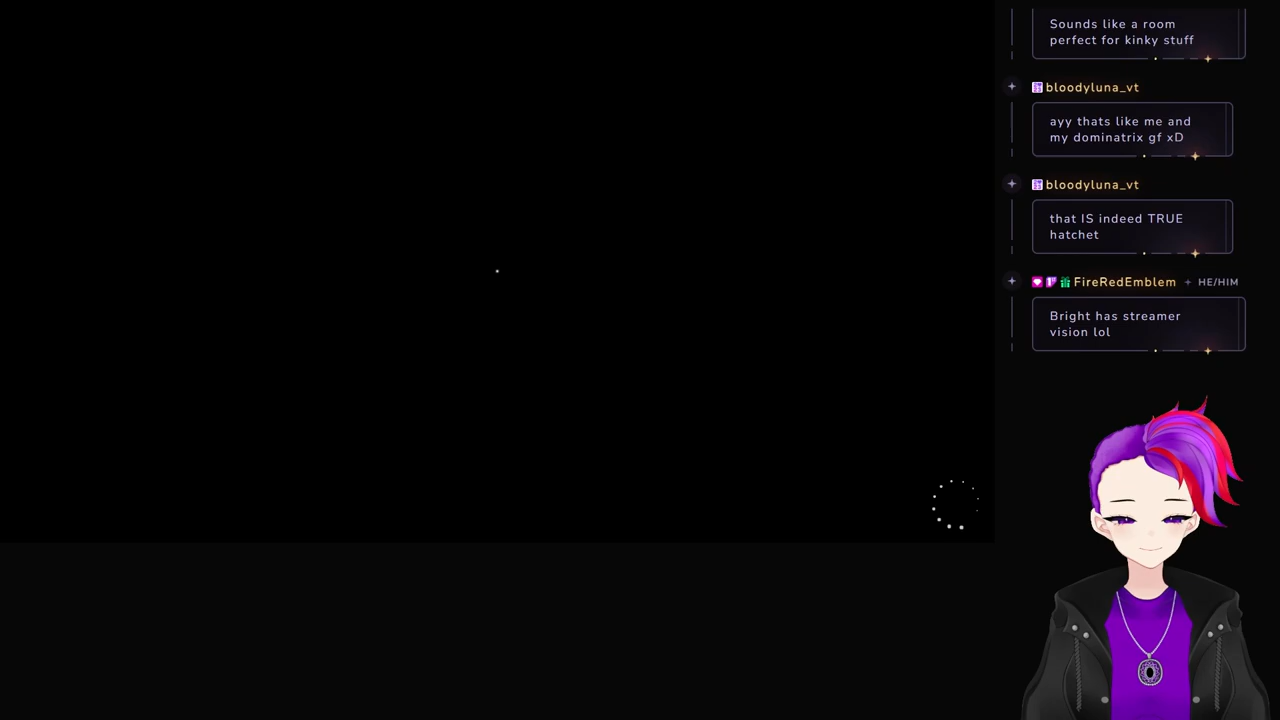 Sounds like a room
perfect for kinky stuff
bloodyluna_vt
ayy thats like me and
my dominatrix gf xD
bloodyluna_vt
that IS indeed TRUE
hatchet
FireRedEmblem HE/HIM
Bright has streamer
vision lol